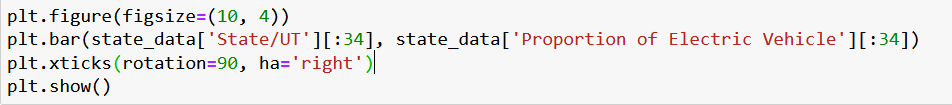 plt.figure(figsize=(10, 4))
plt.bar(state_data['State/UT'][:34], state_data['Proportion of Electric Vehicle'][:34])
plt.xticks(rotation=90, ha='right')
plt.show()